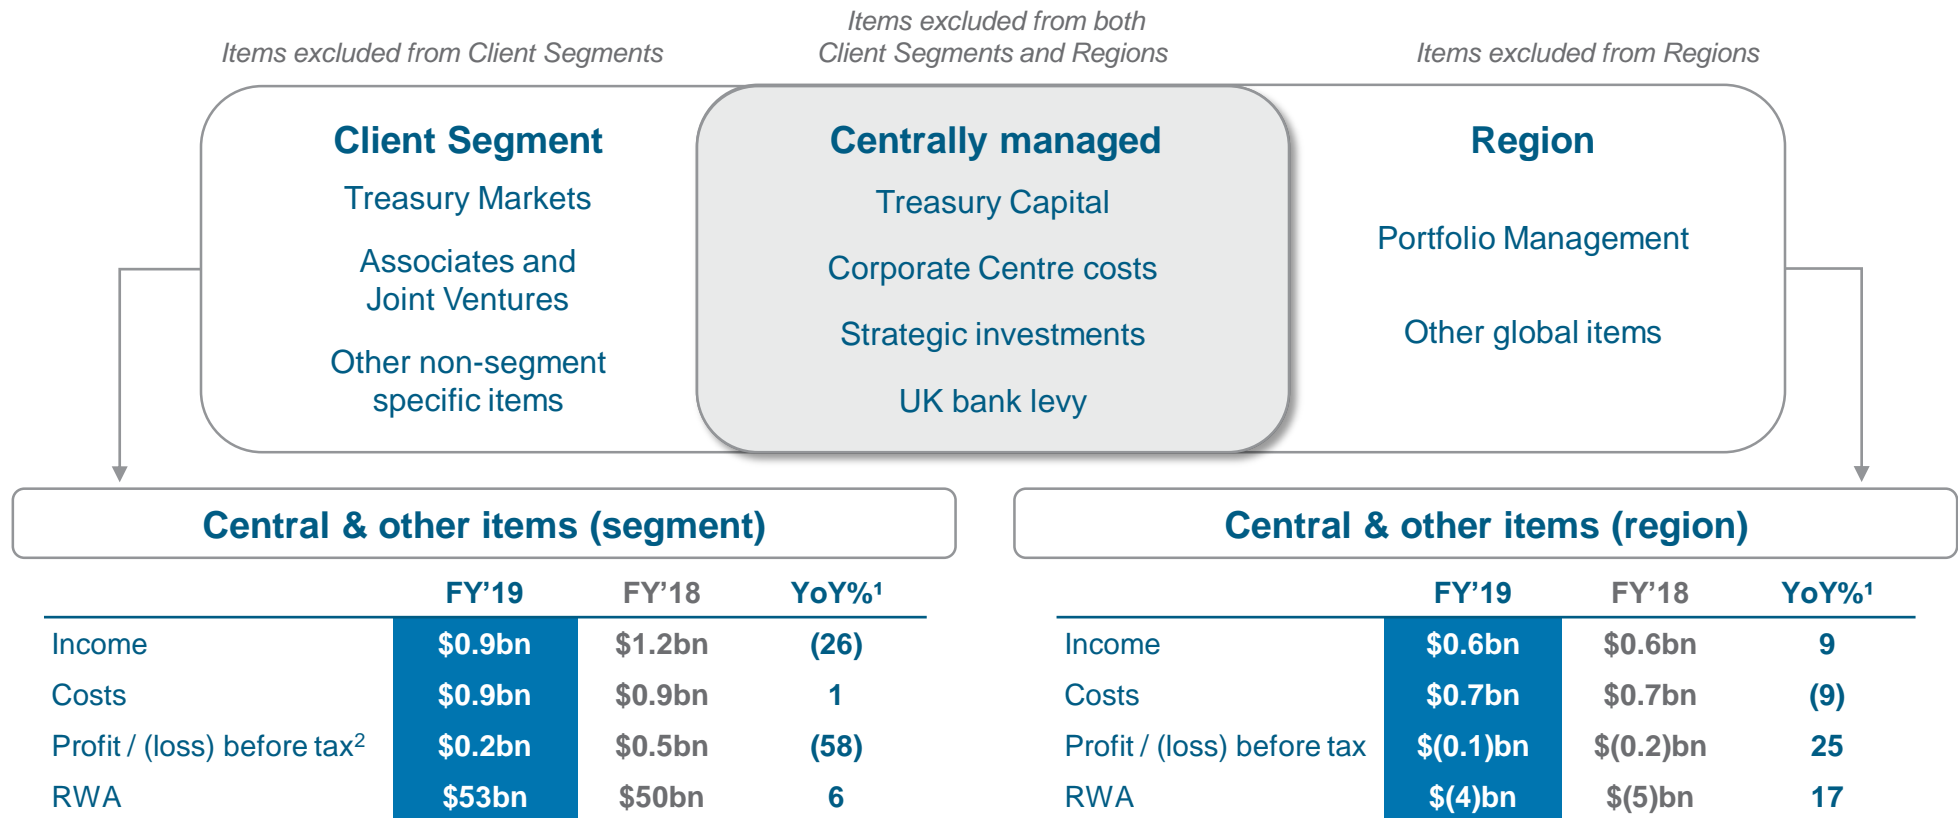 Items excluded from Client Segments
Items excluded from both
Client Segments and Regions
Items excluded from Regions
Client Segment
Treasury Markets
Associates and
Joint Ventures
Other non-segment
specific items
Centrally managed
Treasury Capital
Corporate Centre costs
Strategic investments
UK bank levy
Region
Portfolio Management
Other global items
Central & other items (segment)
FY’19 FY’18 YoY%¹
Income $0.9bn $1.2bn (26)
Costs $0.9bn $0.9bn 1
Profit / (loss) before tax² $0.2bn $0.5bn (58)
RWA $53bn $50bn 6
Central & other items (region)
FY’19 FY’18 YoY%¹
Income $0.6bn $0.6bn 9
Costs $0.7bn $0.7bn (9)
Profit / (loss) before tax $(0.1)bn $(0.2)bn 25
RWA $(4)bn $(5)bn 17